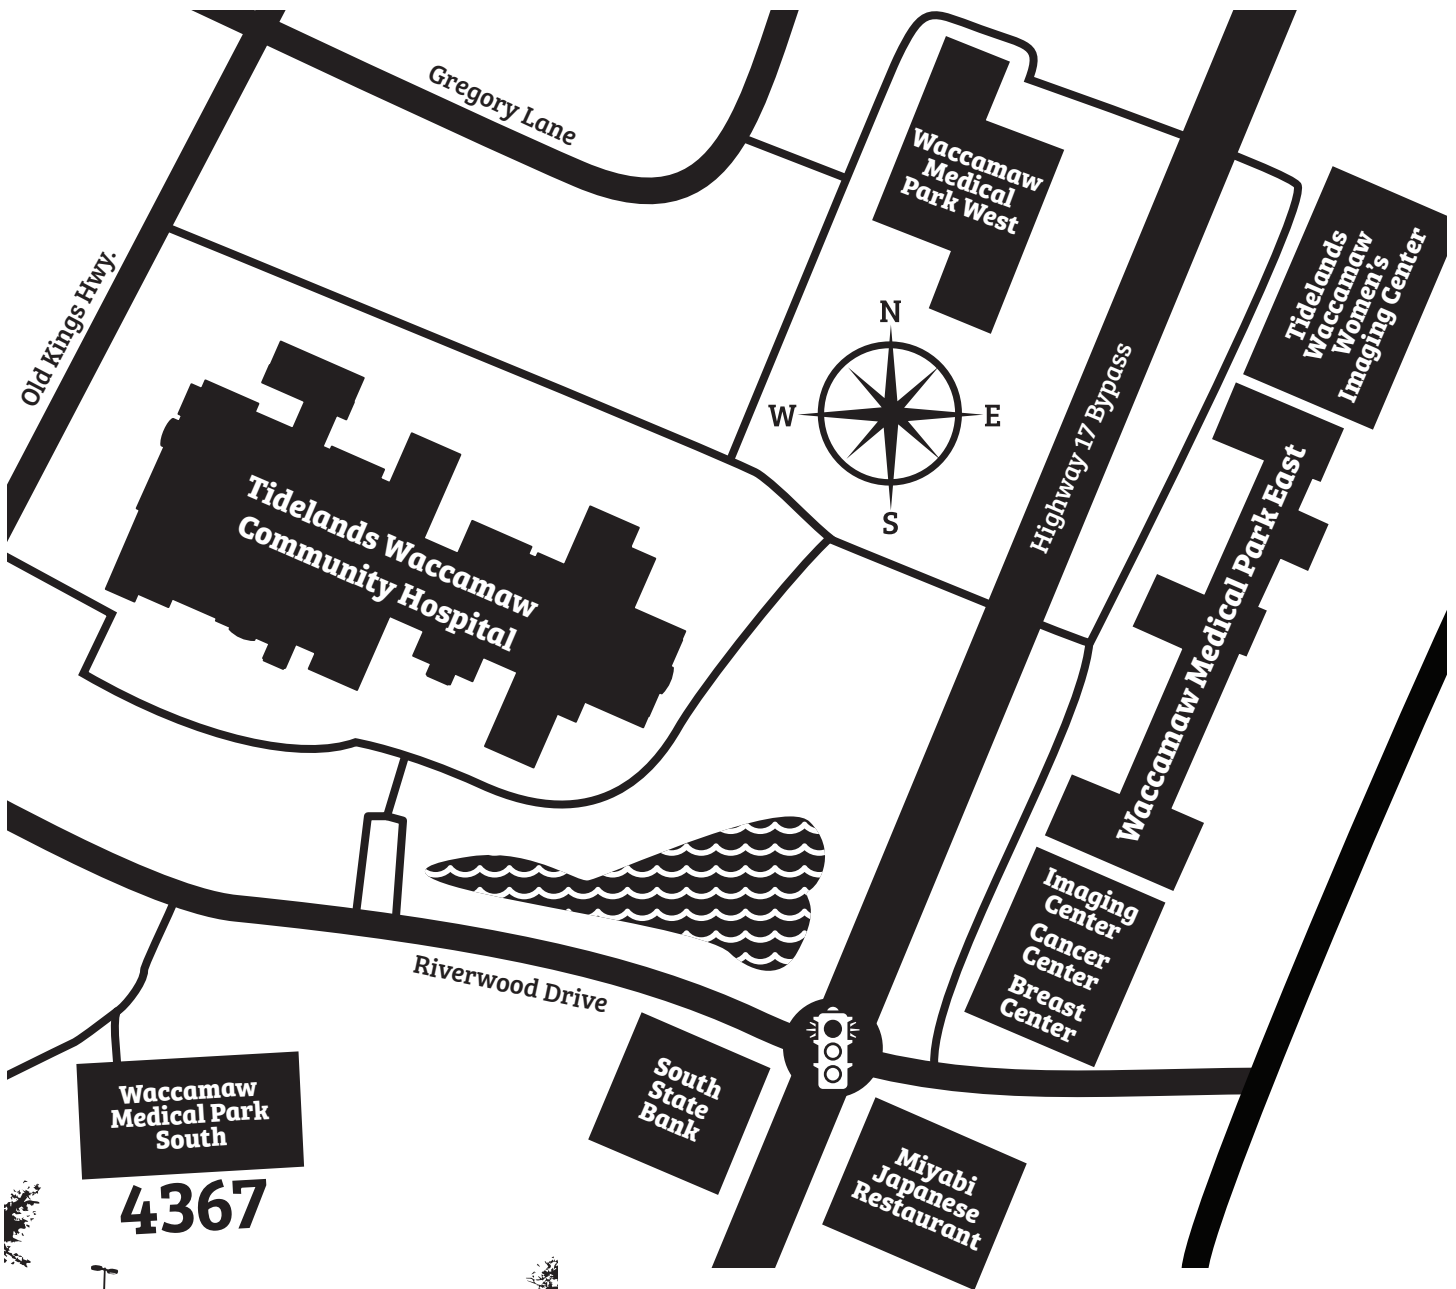 Gregory Lane
Waccamaw
Medical
Park West
Old Kings Hwy.
Tidelands
Waccamaw
Women's
Imaging Center
N
W
E
S
Highway 17 Bypass
Tidelands Waccamaw
Community Hospital
Waccamaw Medical Park East
Imaging
Center
Cancer
Center
Breast
Center
Riverwood Drive
South
State
Bank
Waccamaw
Medical Park
South
4367
Miyabi
Japanese
Restaurant